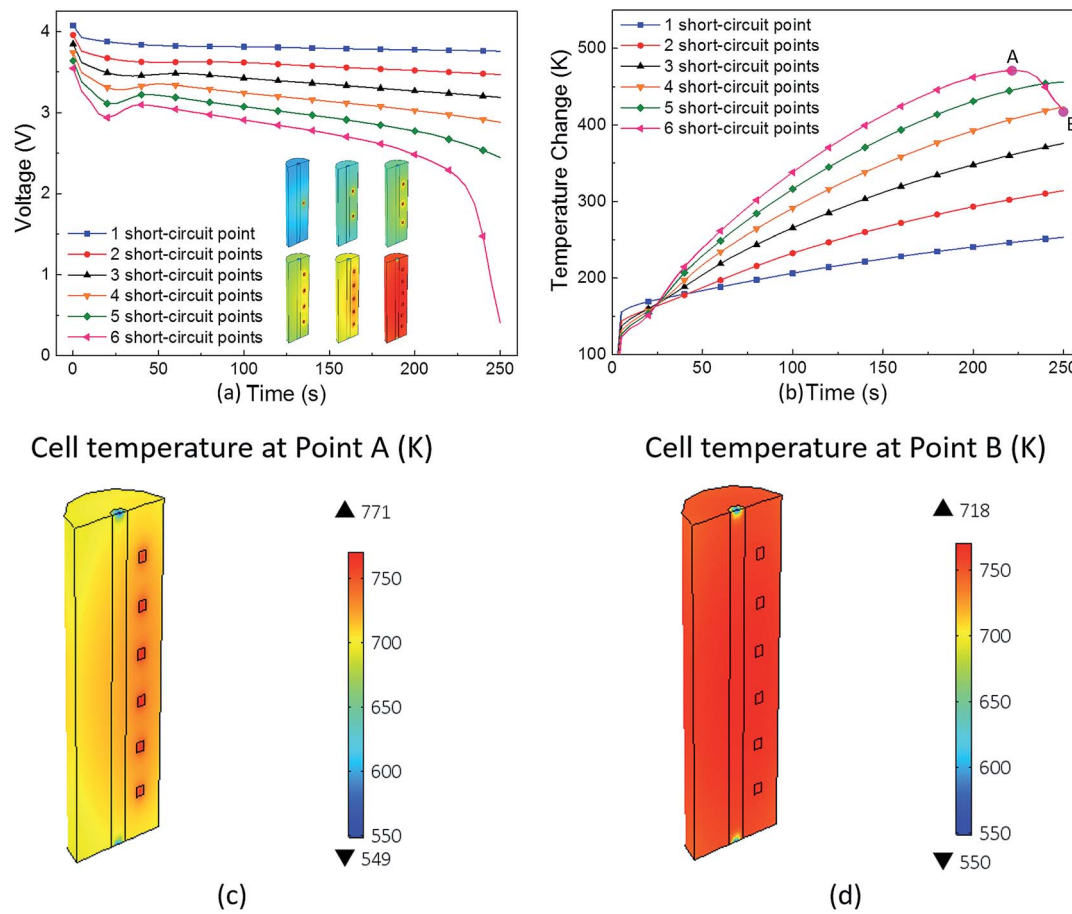 4
3
2
1
0
Voltage (V)
1 short-circuit point
2 short-circuit points
3 short-circuit points
4 short-circuit points
5 short-circuit points
6 short-circuit points
0 50 100 150 200 250
(a) Time (s)
500
450
400
350
300
250
200
150
100
Temperature Change (K)
1 short-circuit point
2 short-circuit points
3 short-circuit points
4 short-circuit points
5 short-circuit points
6 short-circuit points
A
B
0 50 100 150 200 250
(b) Time (s)
Cell temperature at Point A (K)
771
750
700
650
600
550
549
(c)
Cell temperature at Point B (K)
718
750
700
650
600
550
550
(d)